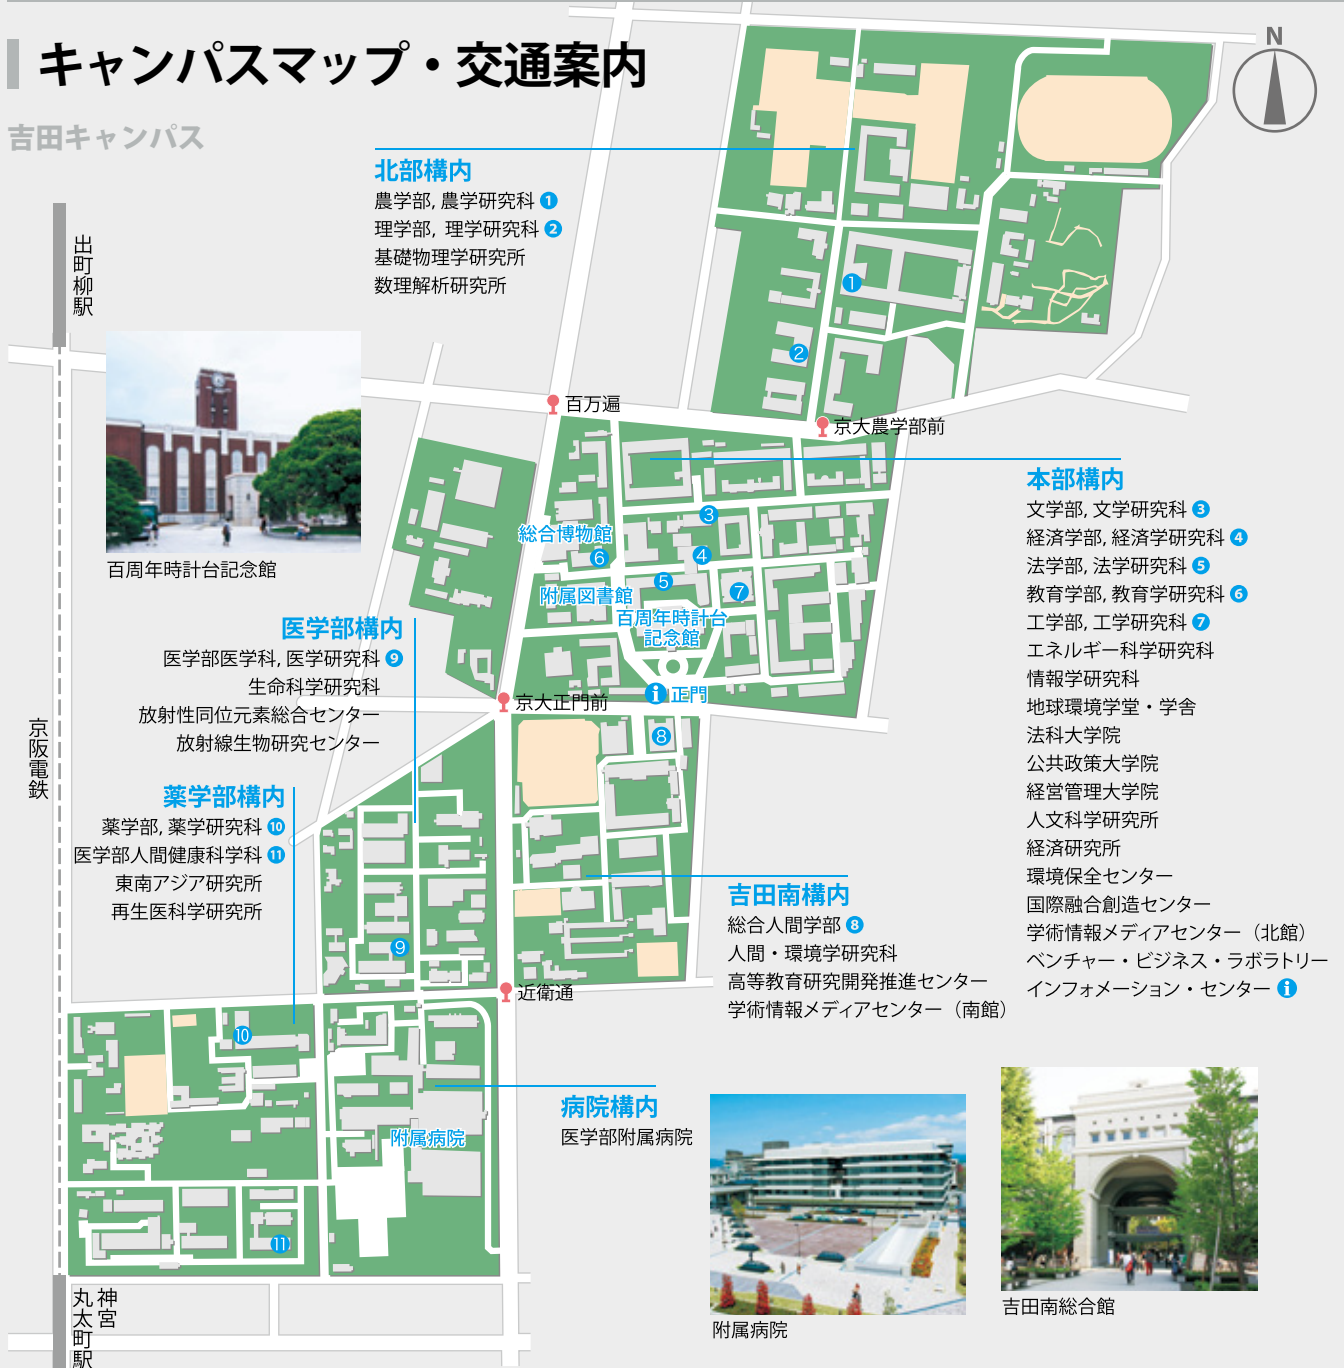 キャンパスマップ・交通案内
吉田キャンパス
N
北部構内
農学部, 農学研究科 1
理学部, 理学研究科 2
基礎物理学研究所
数理解析研究所
出町柳駅
1
2
百万遍
京大農学部前
百周年時計台記念館
本部構内
文学部, 文学研究科 3
経済学部, 経済学研究科 4
法学部, 法学研究科 5
教育学部, 教育学研究科 6
工学部, 工学研究科 7
エネルギー科学研究科
情報学研究科
地球環境学堂・学舎
法科大学院
公共政策大学院
経営管理大学院
人文科学研究所
経済研究所
環境保全センター
国際融合創造センター
学術情報メディアセンター（北館）
ベンチャー・ビジネス・ラボラトリー
インフォメーション・センター i
3
総合博物館
6
4
5
7
附属図書館
百周年時計台
記念館
i 正門
京大正門前
8
医学部構内
医学部医学科, 医学研究科 9
生命科学研究科
放射性同位元素総合センター
放射線生物研究センター
京阪電鉄
薬学部構内
薬学部, 薬学研究科 10
医学部人間健康科学科 11
東南アジア研究所
再生医科学研究所
吉田南構内
総合人間学部 8
人間・環境学研究科
高等教育研究開発推進センター
学術情報メディアセンター（南館）
9
近衛通
10
病院構内
医学部附属病院
附属病院
11
附属病院
吉田南総合館
神宮
丸太町駅